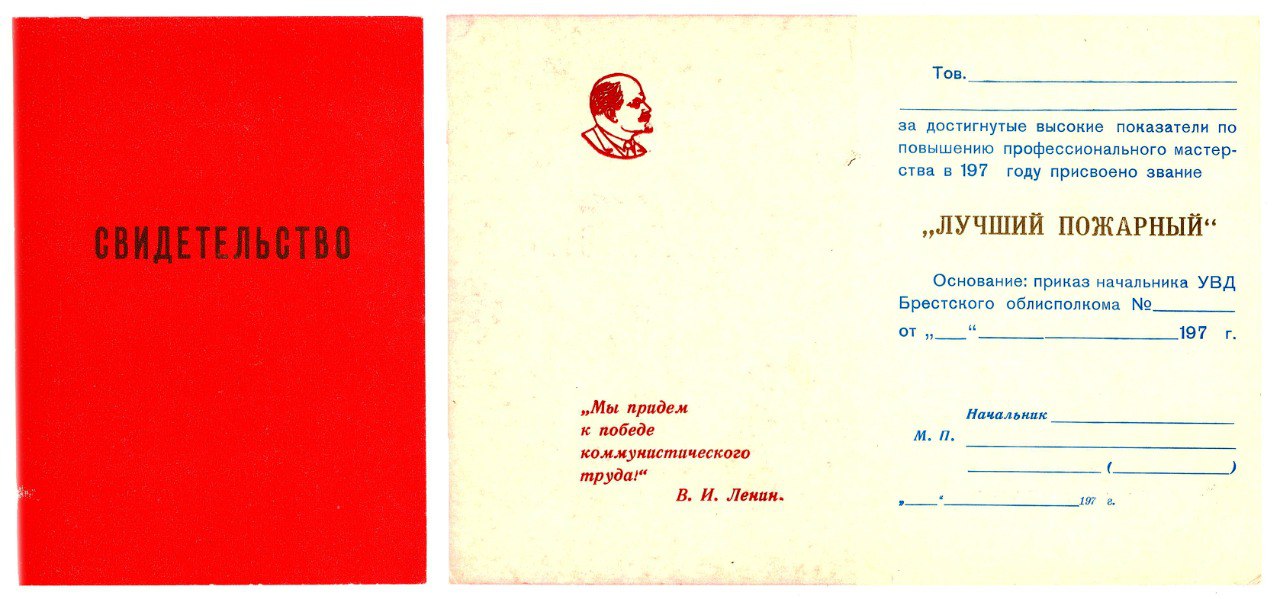 СВИДЕТЕЛЬСТВО
„Мы придем
к победе
коммунистического
труда!“
В. И. Ленин.
Тов.
за достигнутые высокие показатели по
повышению профессионального мастер-
ства в 197 году присвоено звание
„ЛУЧШИЙ ПОЖАРНЫЙ“
Основание: приказ начальника УВД
Брестского облисполкома №
от „ “ 197 г.
Начальник
М. П.
( )
„ “ 197 г.